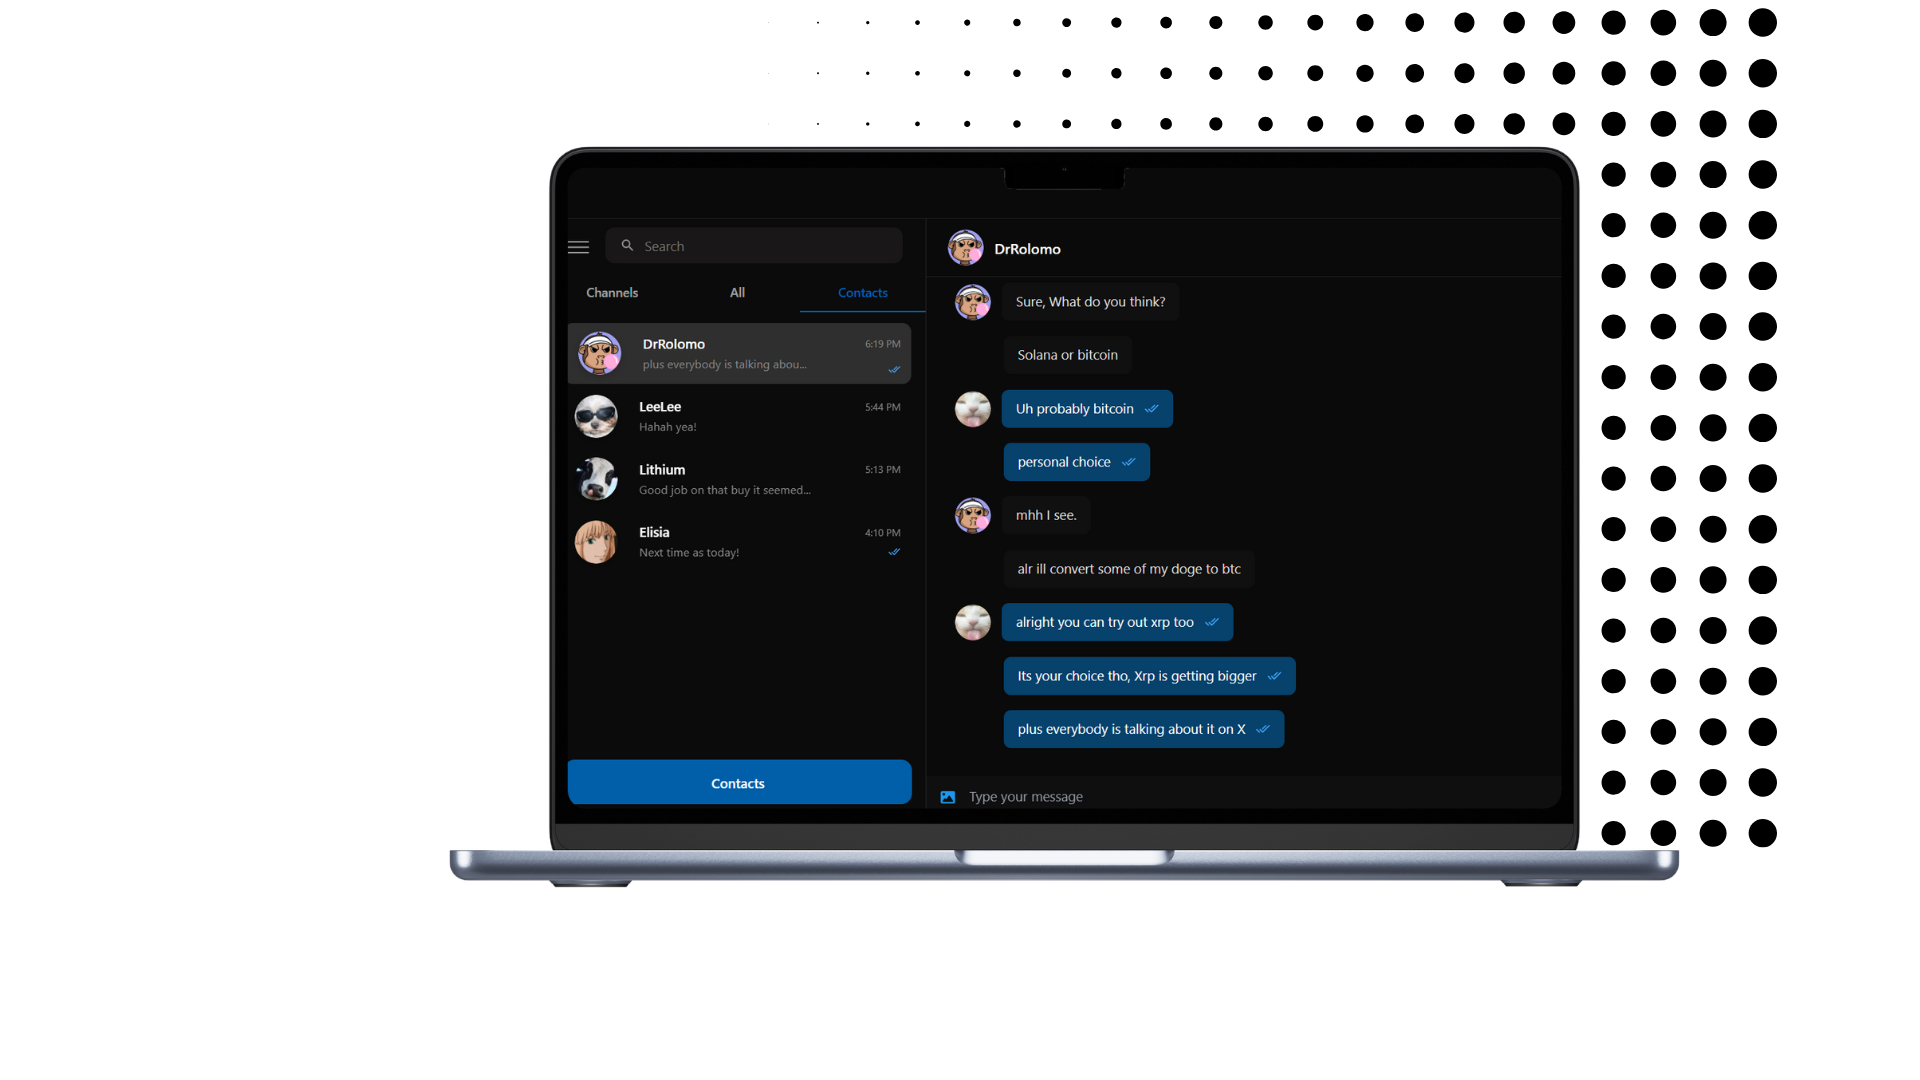 Search
Channels
All
Contacts
DrRolomo
6:19 PM
plus everybody is talking abou...
LeeLee
5:44 PM
Hahah yea!
Lithium
5:13 PM
Good job on that buy it seemed...
Elisia
4:10 PM
Next time as today!
Contacts
DrRolomo
Sure, What do you think?
Solana or bitcoin
Uh probably bitcoin
personal choice
mhh I see.
alr ill convert some of my doge to btc
alright you can try out xrp too
Its your choice tho, Xrp is getting bigger
plus everybody is talking about it on X
Type your message